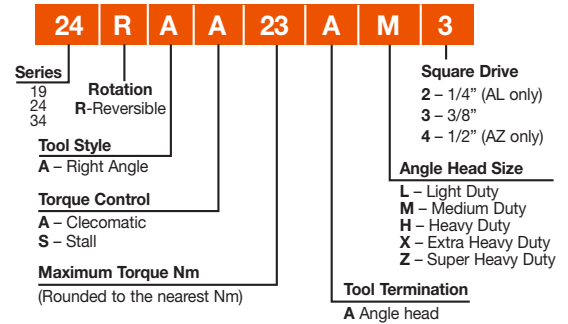 24 R A A 23 A M 3
Series
19
24
34
Rotation
R-Reversible
Tool Style
A – Right Angle
Torque Control
A – Clecomatic
S – Stall
Maximum Torque Nm
(Rounded to the nearest Nm)
Square Drive
2 – 1/4” (AL only)
3 – 3/8”
4 – 1/2” (AZ only)
Angle Head Size
L – Light Duty
M – Medium Duty
H – Heavy Duty
X – Extra Heavy Duty
Z – Super Heavy Duty
Tool Termination
A Angle head